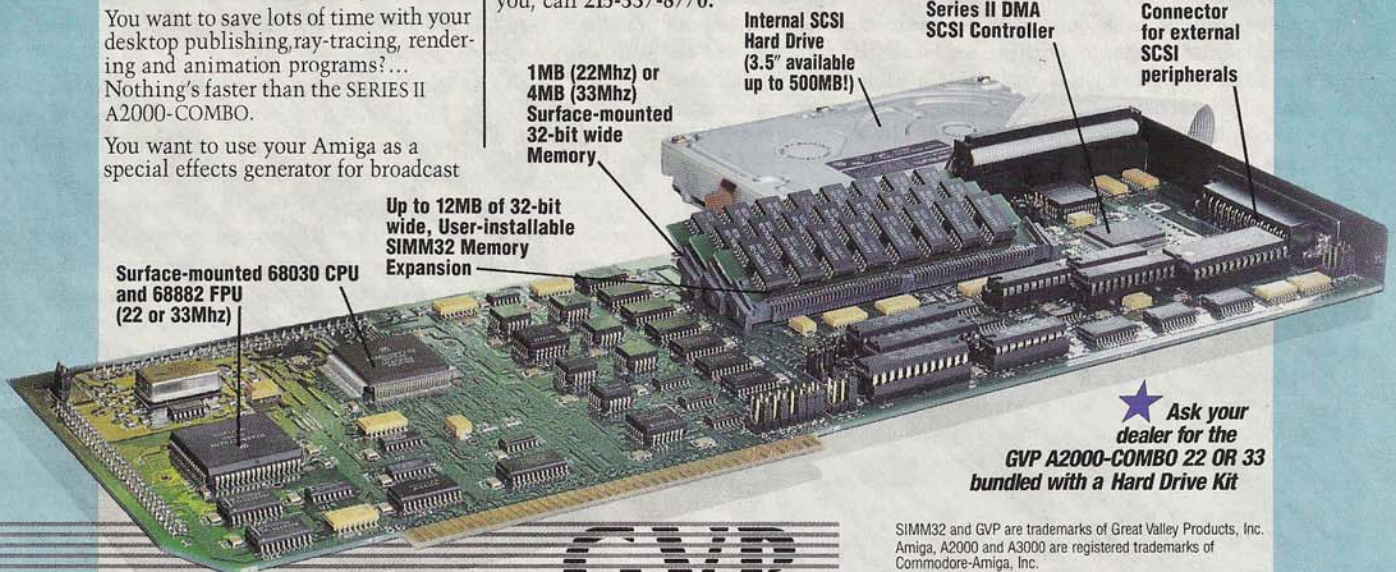 You want to save lots of time with your
desktop publishing,ray-tracing, render-
ing and animation programs?…
Nothing's faster than the SERIES II
A2000-COMBO.
You want to use your Amiga as a
special effects generator for broadcast
you, call 215-337-8770.
Internal SCSI
Hard Drive
(3.5" available
up to 500MB!)
Series II DMA
SCSI Controller
Connector
for external
SCSI
peripherals
1MB (22Mhz) or
4MB (33Mhz)
Surface-mounted
32-bit wide
Memory
Up to 12MB of 32-bit
wide, User-installable
SIMM32 Memory
Expansion
Surface-mounted 68030 CPU
and 68882 FPU
(22 or 33Mhz)
Ask your
dealer for the
GVP A2000-COMBO 22 OR 33
bundled with a Hard Drive Kit
GVP
SIMM32 and GVP are trademarks of Great Valley Products, Inc.
Amiga, A2000 and A3000 are registered trademarks of
Commodore-Amiga, Inc.